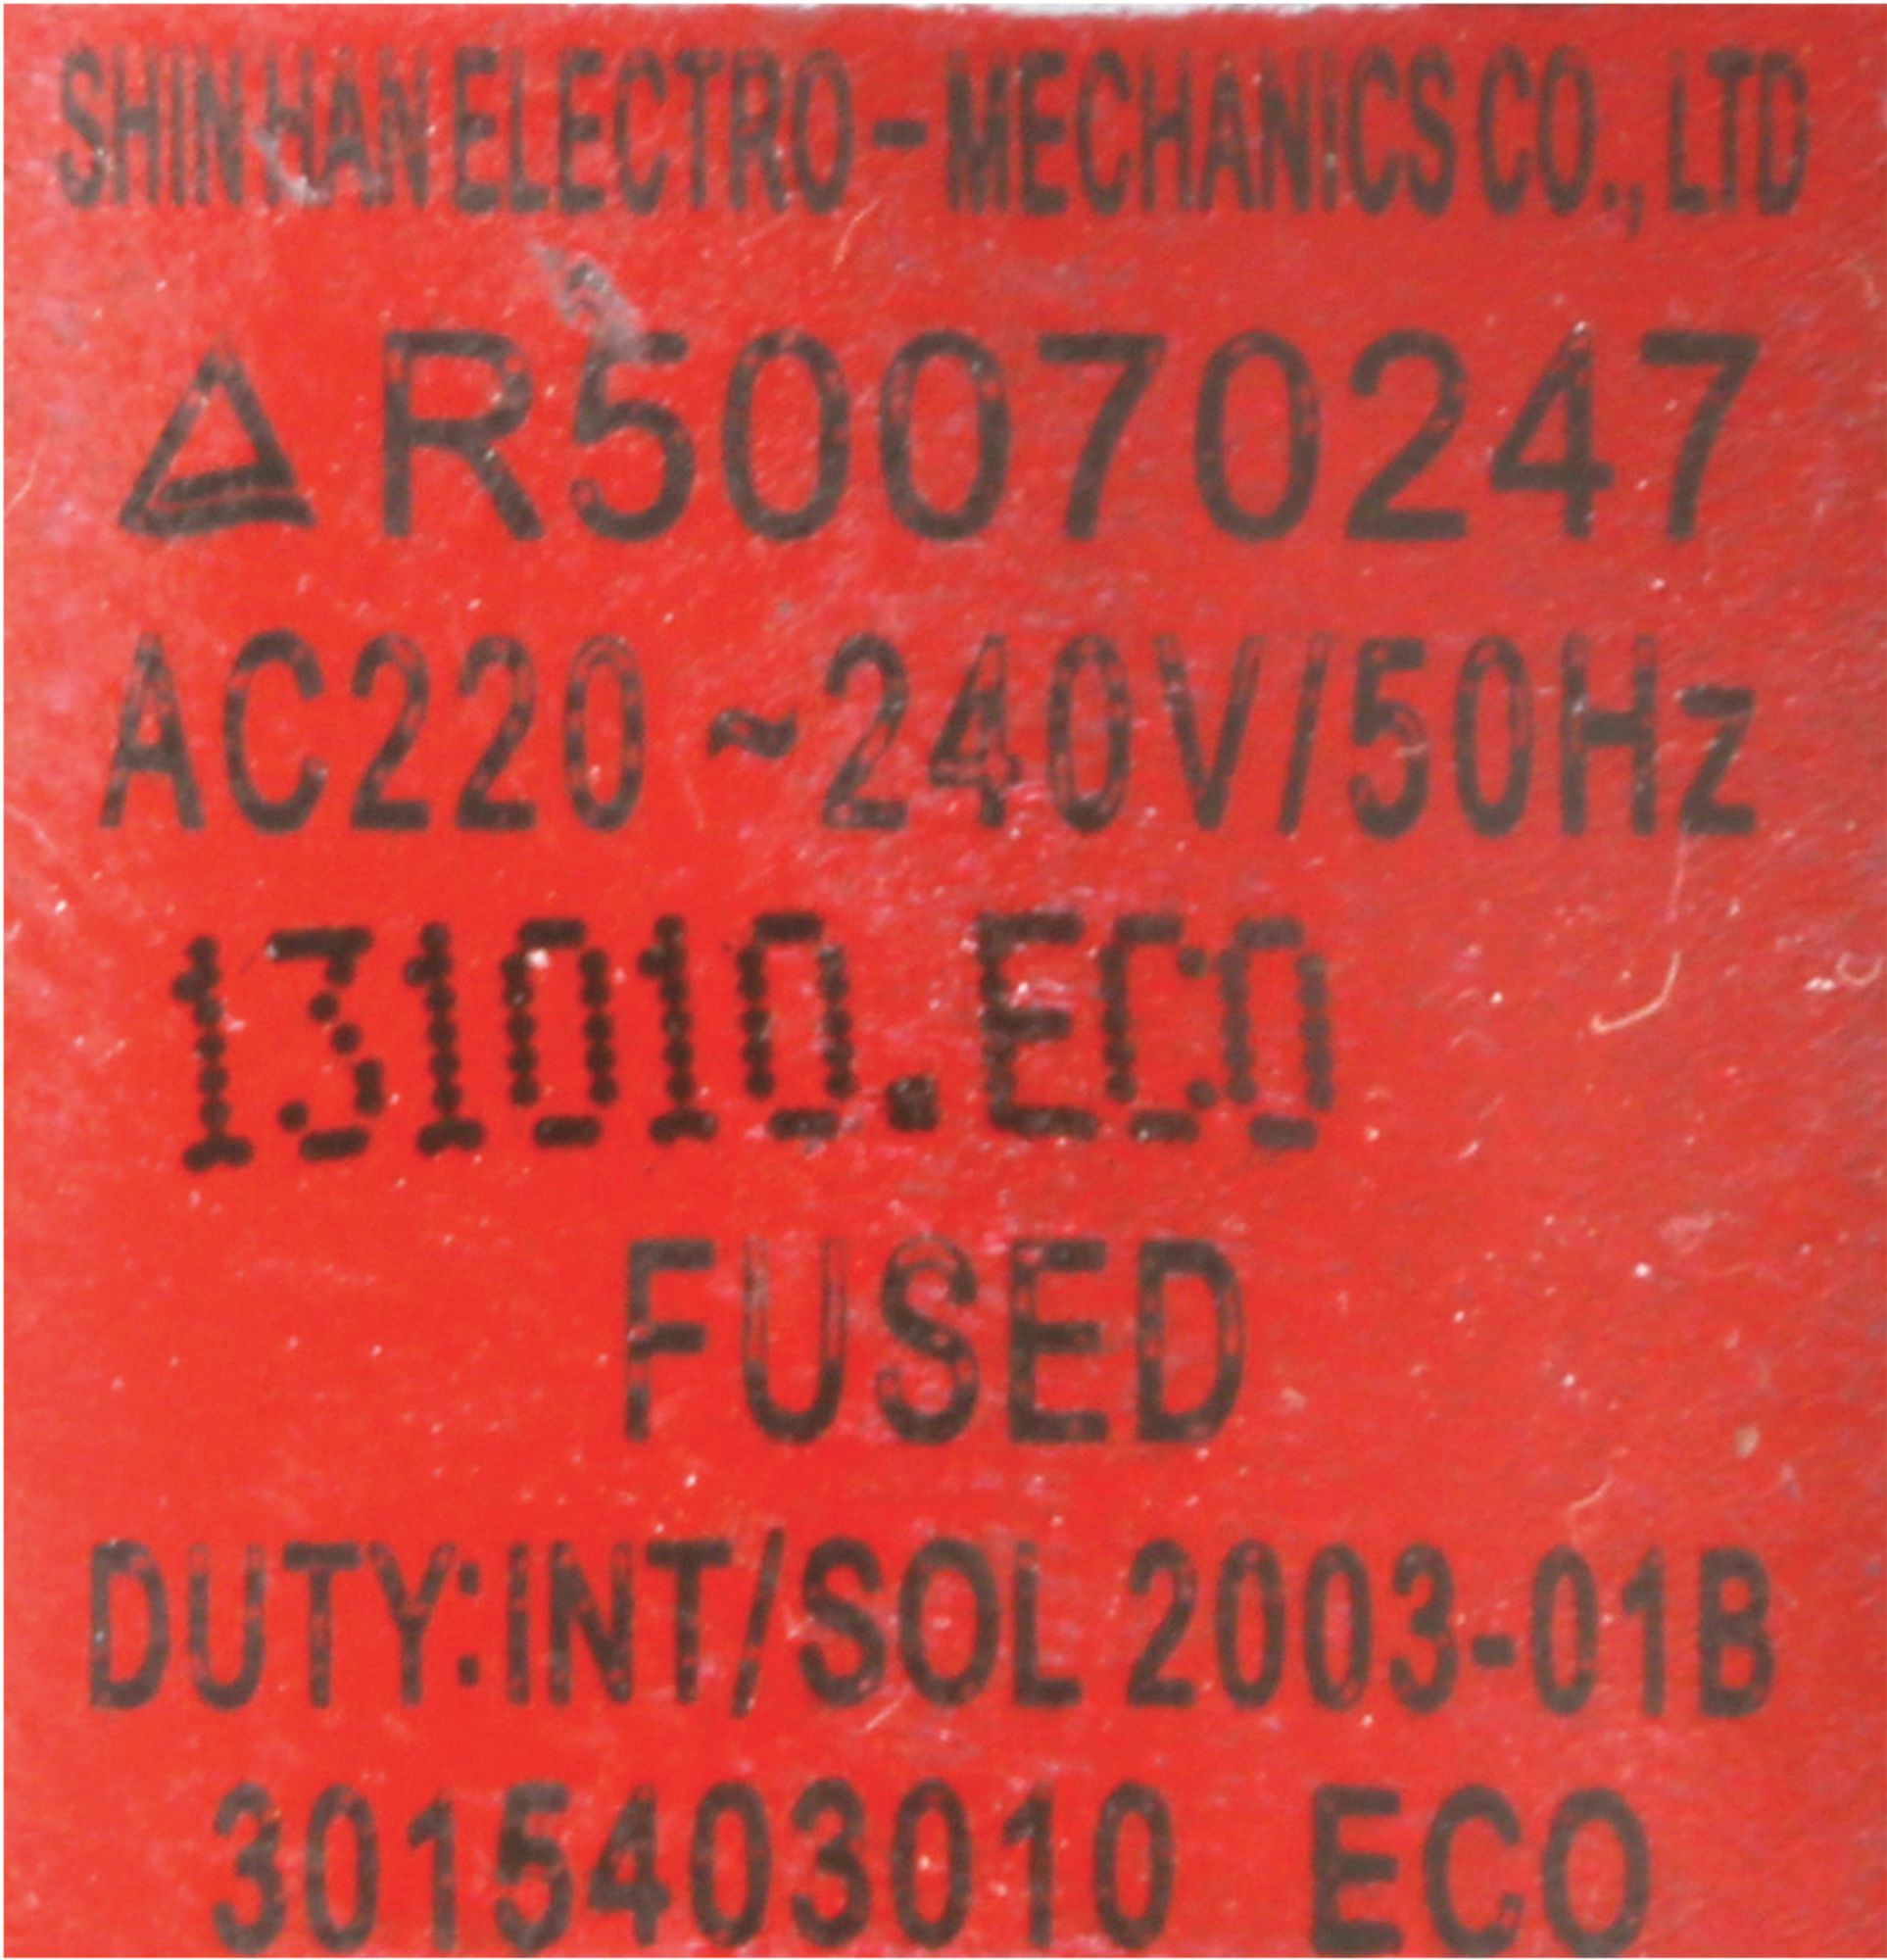 SHIN HAN ELECTRO-MECHANICS CO., LTD
△ R50070247
AC220~240V/50Hz
131010.ECO
FUSED
DUTY:INT/SOL 2003-01B
3015403010 ECO